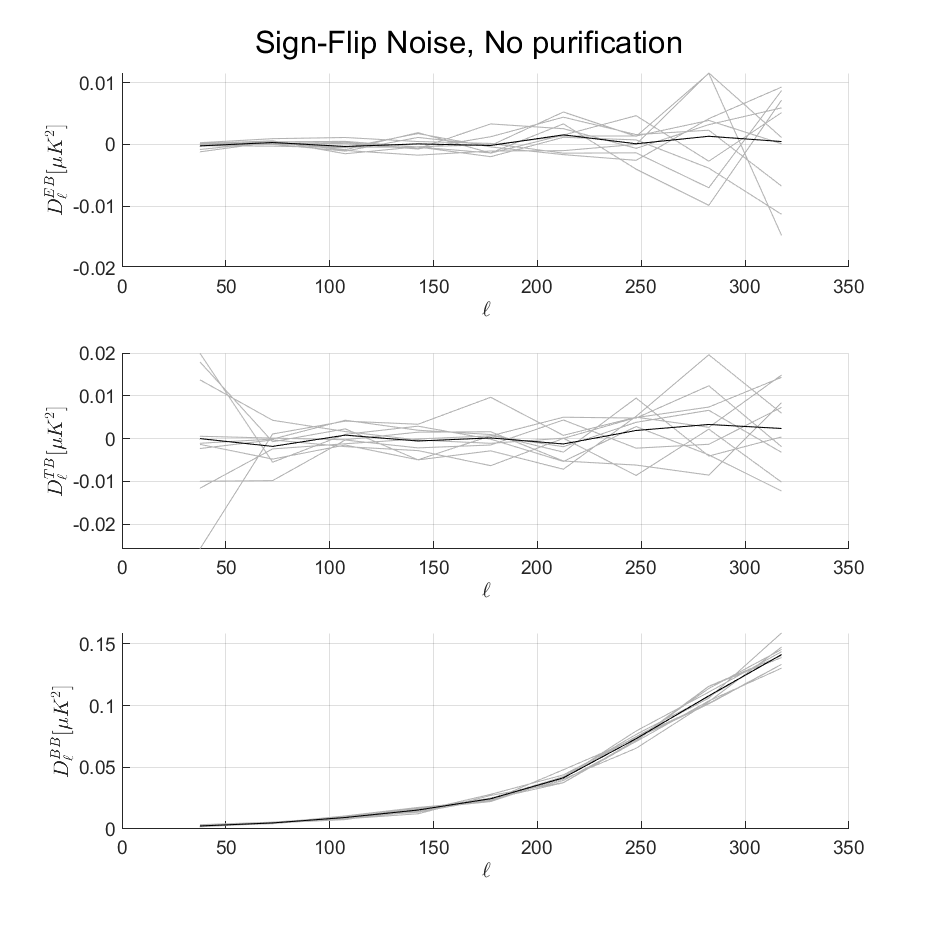 Sign-Flip Noise, No purification
0.01
0
-0.01
-0.02
D_ℓ^{EB}[μK^2]
0 50 100 150 200 250 300 350
ℓ
0.02
0.01
0
-0.01
-0.02
D_ℓ^{TB}[μK^2]
0 50 100 150 200 250 300 350
ℓ
0.15
0.1
0.05
0
D_ℓ^{BB}[μK^2]
0 50 100 150 200 250 300 350
ℓ